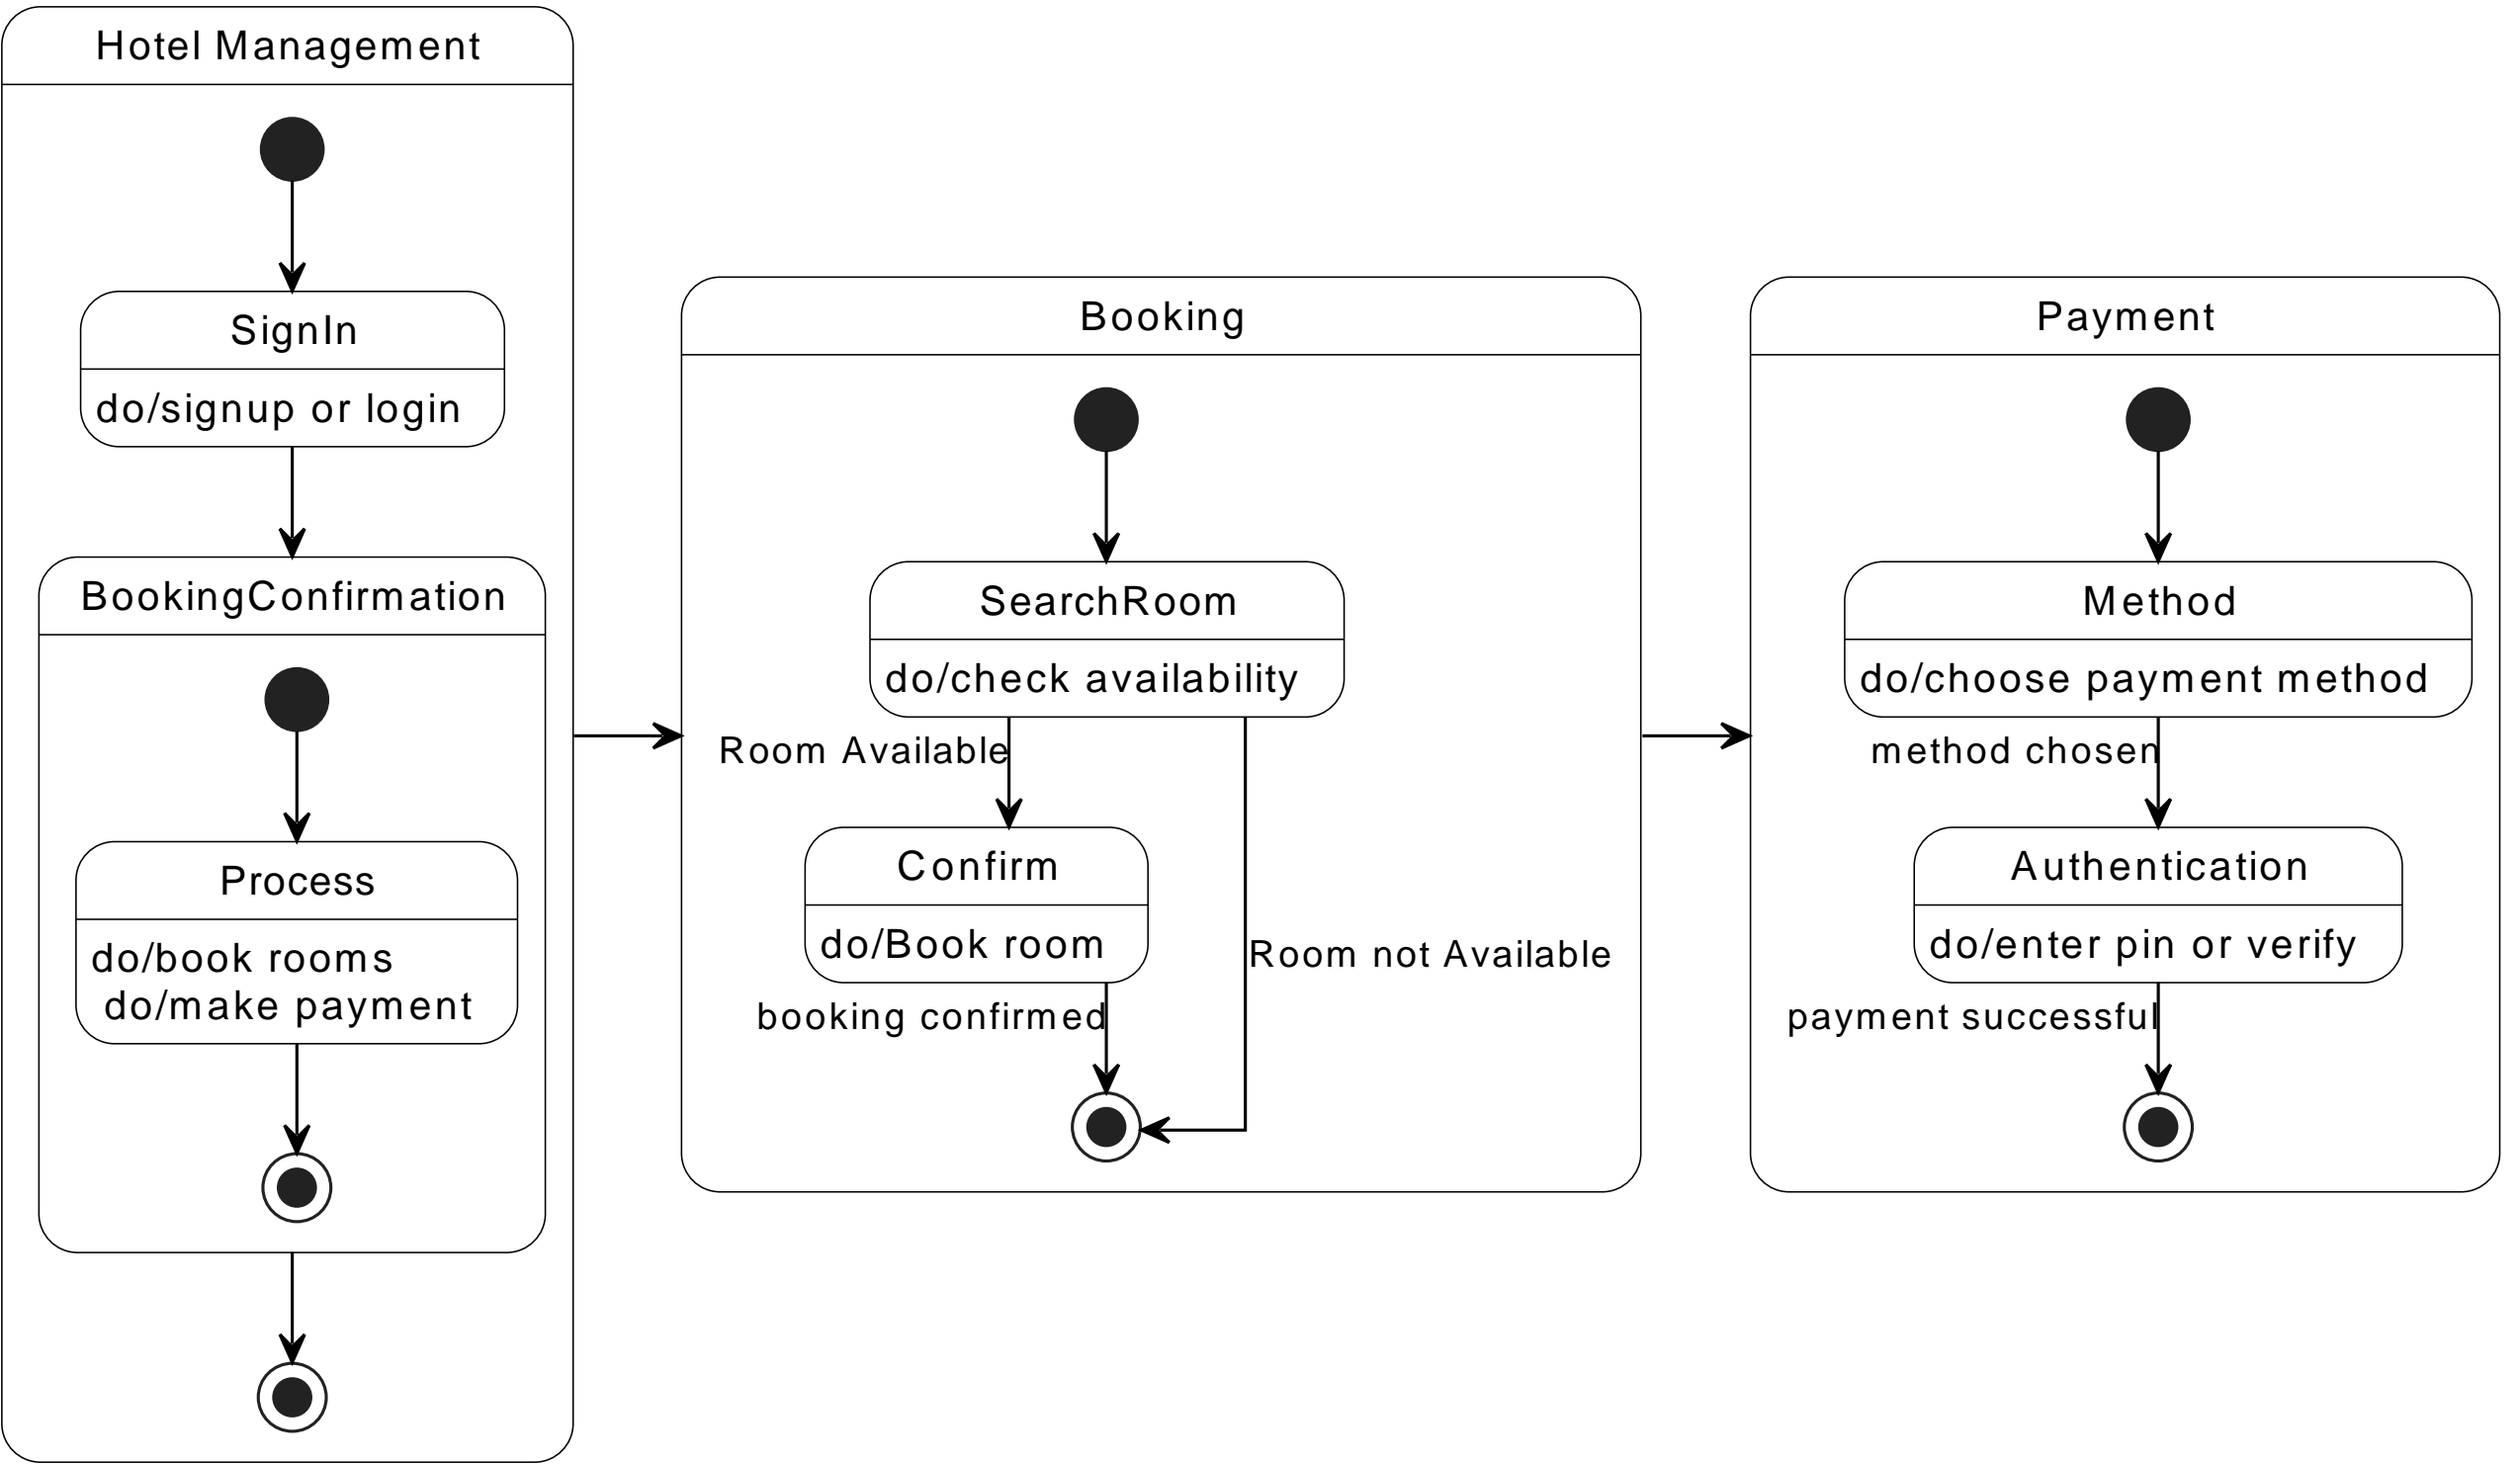 Hotel Management
SignIn
do/signup or login
BookingConfirmation
Process
do/book rooms
do/make payment
Booking
SearchRoom
do/check availability
Room Available
Confirm
do/Book room
Room not Available
booking confirmed
Payment
Method
do/choose payment method
method chosen
Authentication
do/enter pin or verify
payment successful